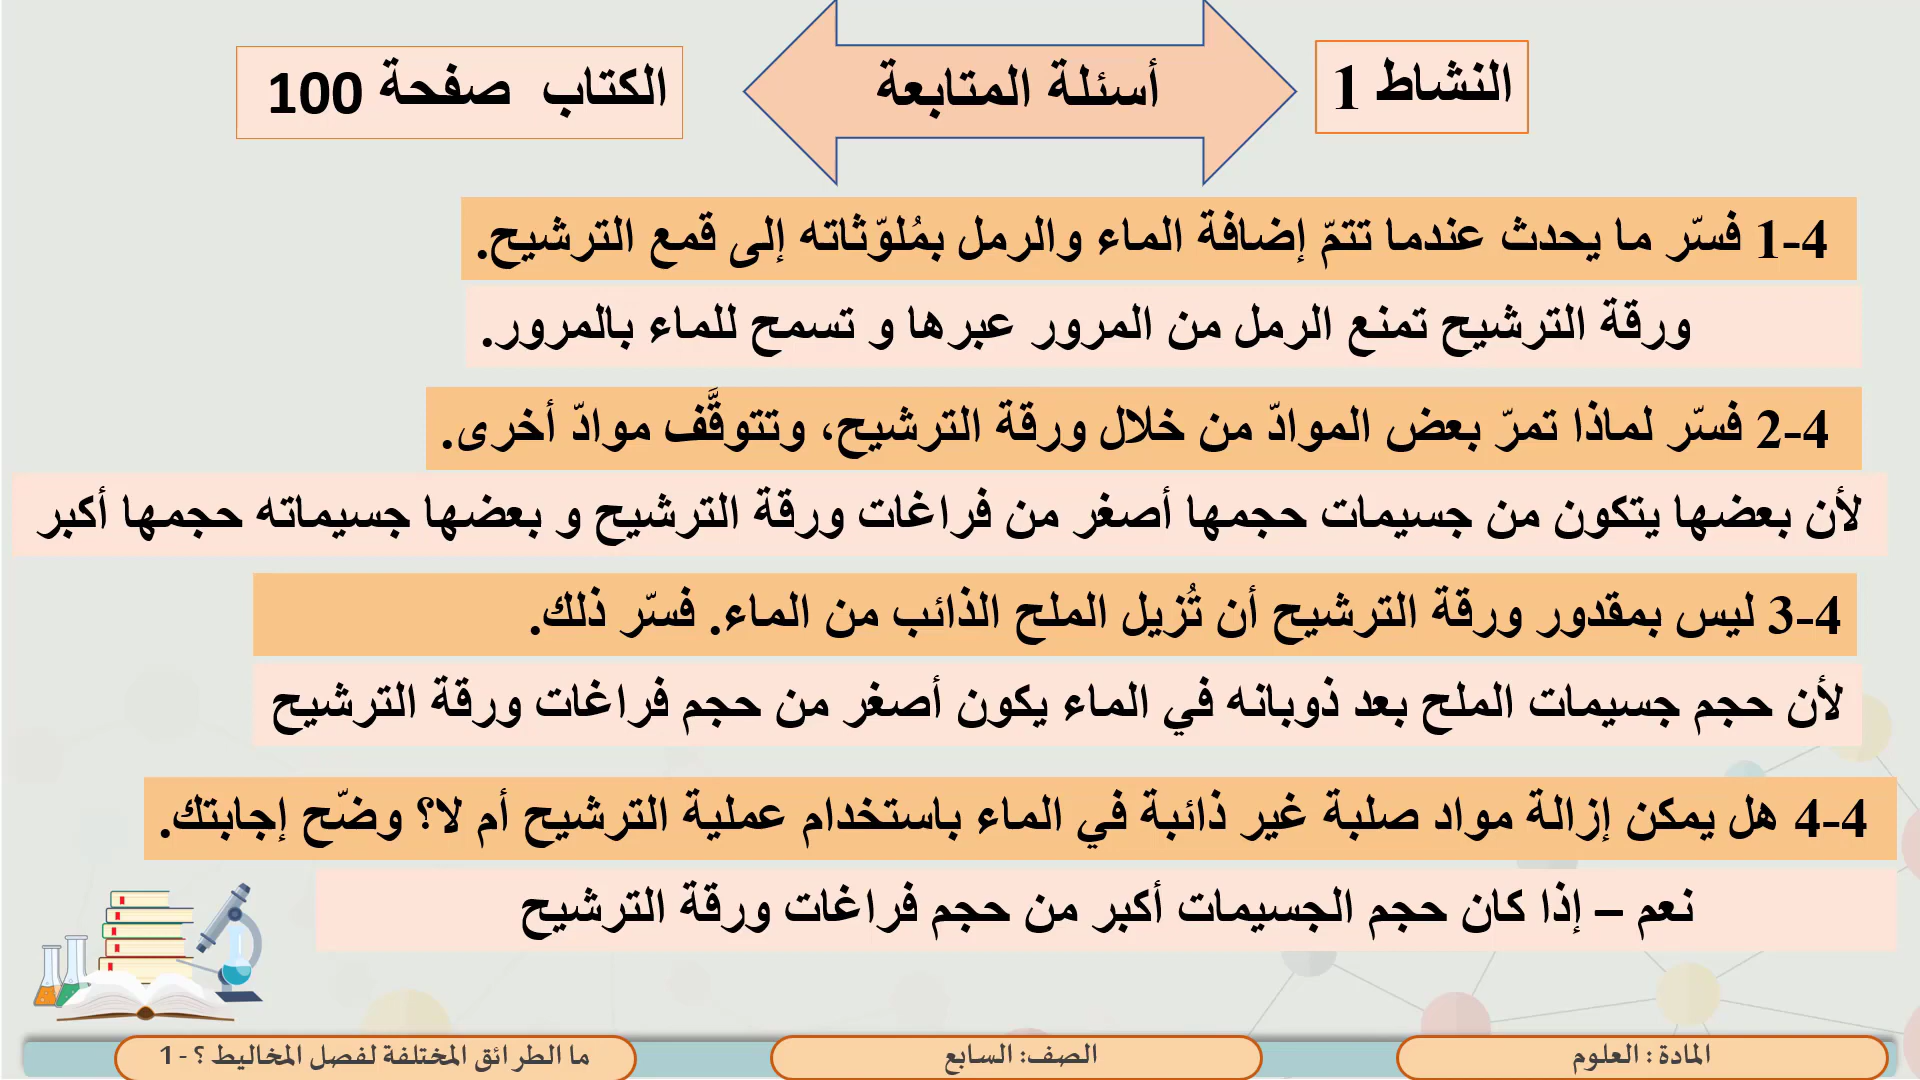 النشاط 1
أسئلة المتابعة
الكتاب صفحة 100
1-4 فسّر ما يحدث عندما تتمّ إضافة الماء والرمل بمُلوّثاته إلى قمع الترشيح.
ورقة الترشيح تمنع الرمل من المرور عبرها و تسمح للماء بالمرور.
2-4 فسّر لماذا تمرّ بعض الموادّ من خلال ورقة الترشيح، وتتوقَّف موادّ أخرى.
لأن بعضها يتكون من جسيمات حجمها أصغر من فراغات ورقة الترشيح و بعضها جسيماته حجمها أكبر
3-4 ليس بمقدور ورقة الترشيح أن تُزيل الملح الذائب من الماء. فسّر ذلك.
لأن حجم جسيمات الملح بعد ذوبانه في الماء يكون أصغر من حجم فراغات ورقة الترشيح
4-4 هل يمكن إزالة مواد صلبة غير ذائبة في الماء باستخدام عملية الترشيح أم لا؟ وضّح إجابتك.
نعم – إذا كان حجم الجسيمات أكبر من حجم فراغات ورقة الترشيح
المادة : العلوم
الصف: السابع
ما الطرائق المختلفة لفصل المخاليط ؟ - 1